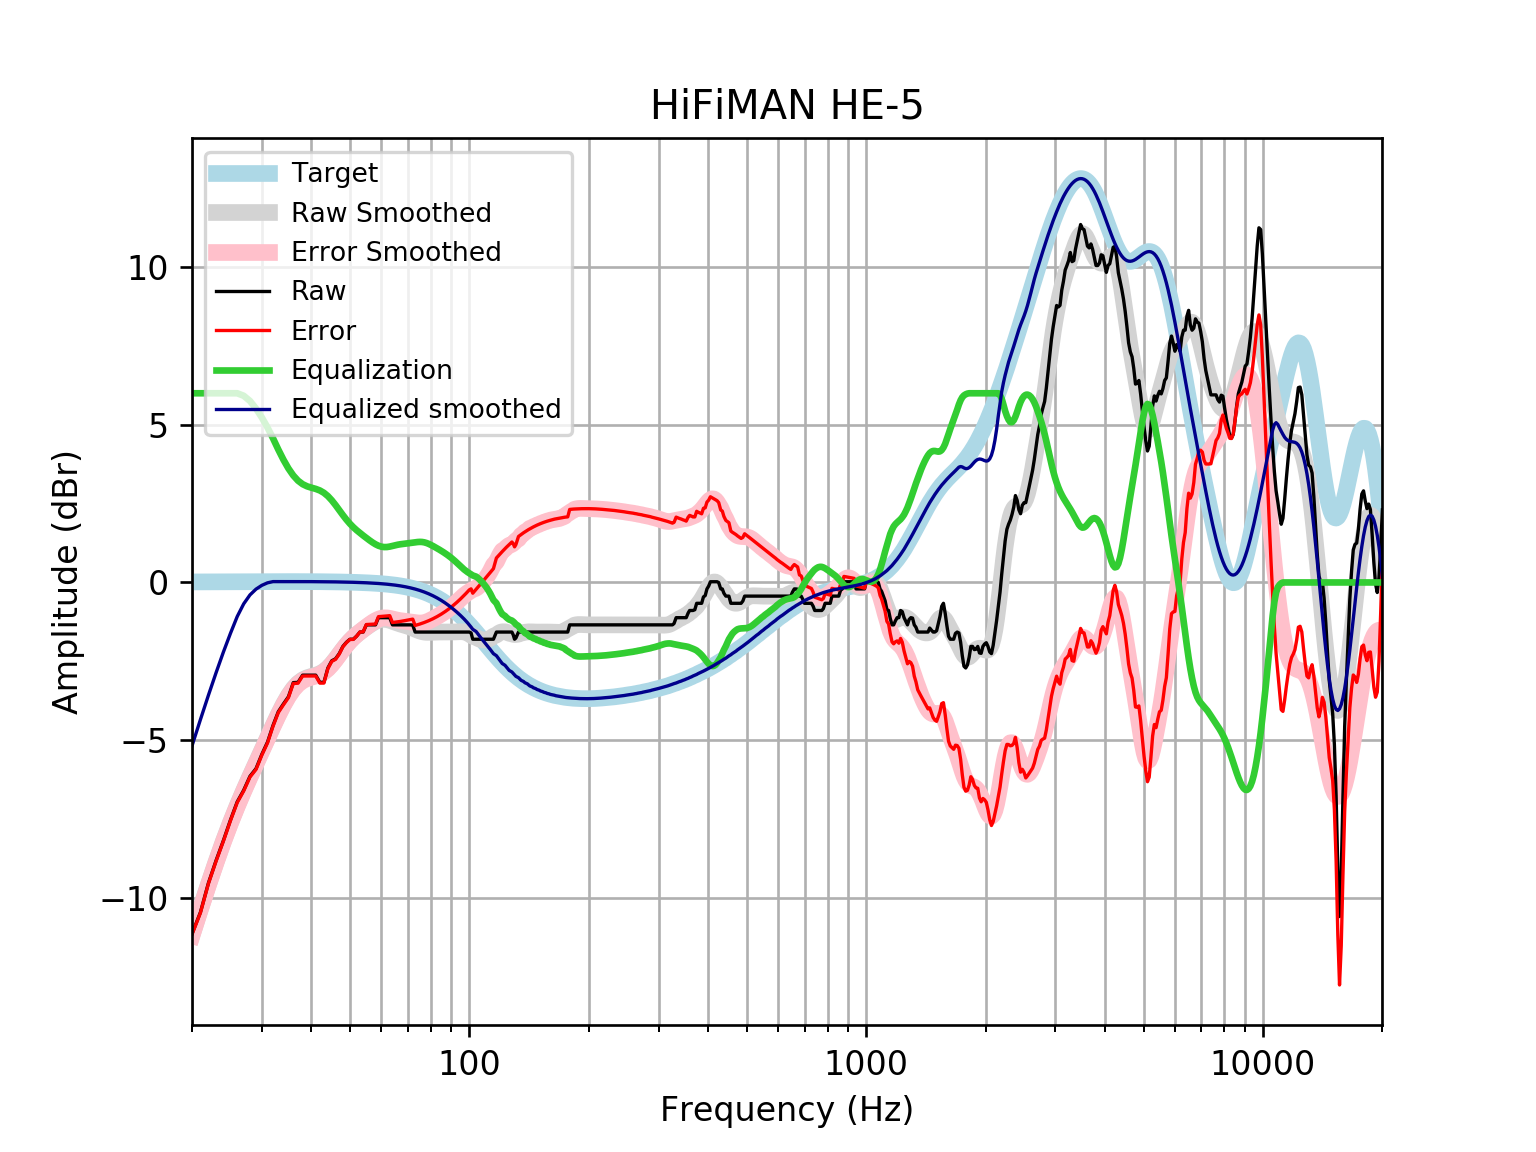 HiFiMAN HE-5
Target
Raw Smoothed
Error Smoothed
Raw
Error
Equalization
Equalized smoothed
10
5
0
−5
−10
Amplitude (dBr)
100
1000
10000
Frequency (Hz)